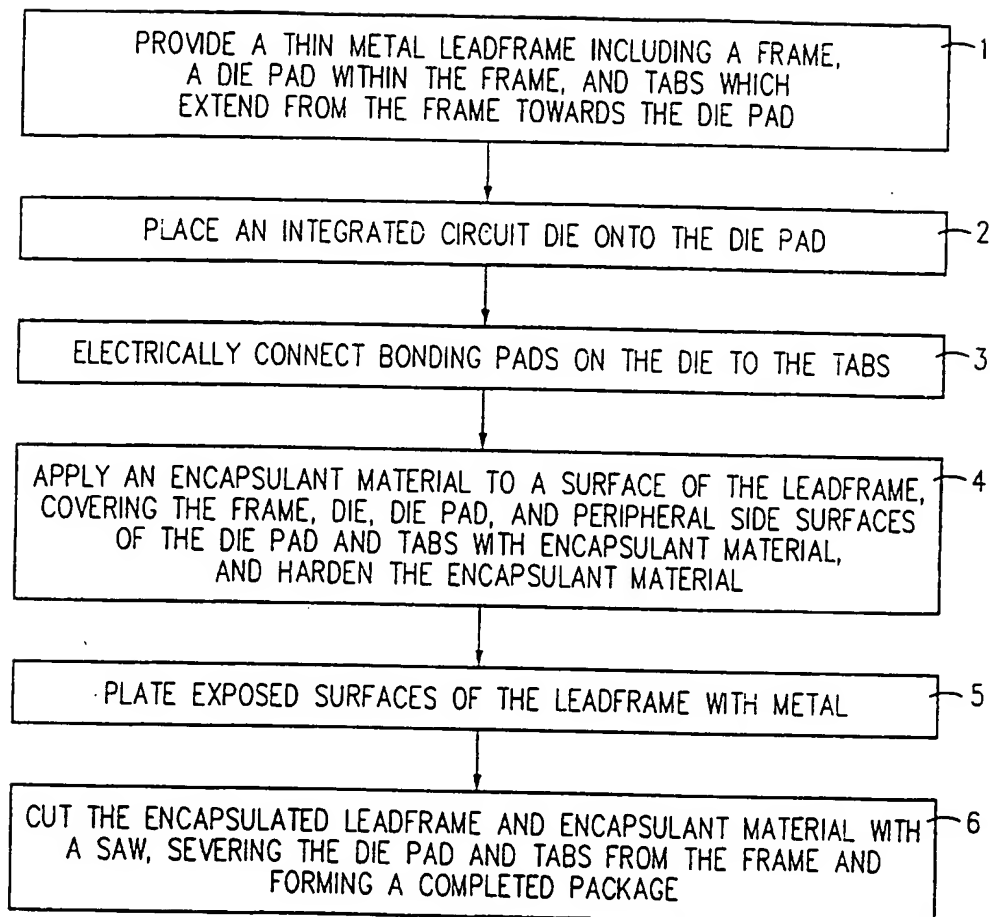 PROVIDE A THIN METAL LEADFRAME INCLUDING A FRAME,
A DIE PAD WITHIN THE FRAME, AND TABS WHICH
EXTEND FROM THE FRAME TOWARDS THE DIE PAD
1
PLACE AN INTEGRATED CIRCUIT DIE ONTO THE DIE PAD
2
ELECTRICALLY CONNECT BONDING PADS ON THE DIE TO THE TABS
3
APPLY AN ENCAPSULANT MATERIAL TO A SURFACE OF THE LEADFRAME,
COVERING THE FRAME, DIE, DIE PAD, AND PERIPHERAL SIDE SURFACES
OF THE DIE PAD AND TABS WITH ENCAPSULANT MATERIAL,
AND HARDEN THE ENCAPSULANT MATERIAL
4
PLATE EXPOSED SURFACES OF THE LEADFRAME WITH METAL
5
CUT THE ENCAPSULATED LEADFRAME AND ENCAPSULANT MATERIAL WITH
A SAW, SEVERING THE DIE PAD AND TABS FROM THE FRAME AND
FORMING A COMPLETED PACKAGE
6